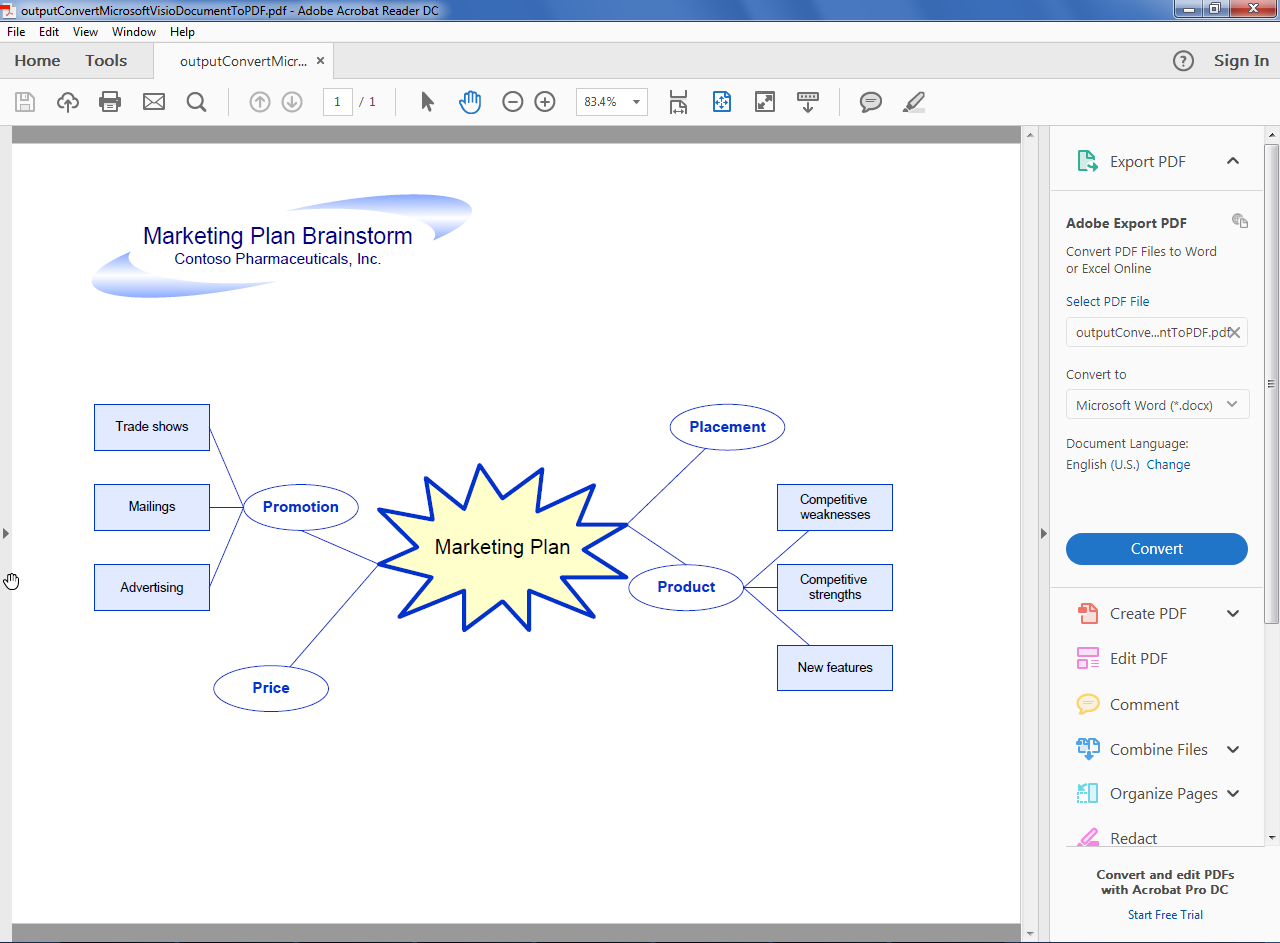 outputConvertMicrosoftVisioDocumentToPDF.pdf - Adobe Acrobat Reader DC
File Edit View Window Help
Home Tools outputConvertMicr... × ? Sign In
1 / 1 83.4%
Marketing Plan Brainstorm
Contoso Pharmaceuticals, Inc.
Trade shows
Mailings
Advertising
Promotion
Price
Marketing Plan
Placement
Product
Competitive
weaknesses
Competitive
strengths
New features
Export PDF
Adobe Export PDF
Convert PDF Files to Word
or Excel Online
Select PDF File
outputConve...ntToPDF.pdf
Convert to
Microsoft Word (*.docx)
Document Language:
English (U.S.) Change
Convert
Create PDF
Edit PDF
Comment
Combine Files
Organize Pages
Redact
Convert and edit PDFs
with Acrobat Pro DC
Start Free Trial